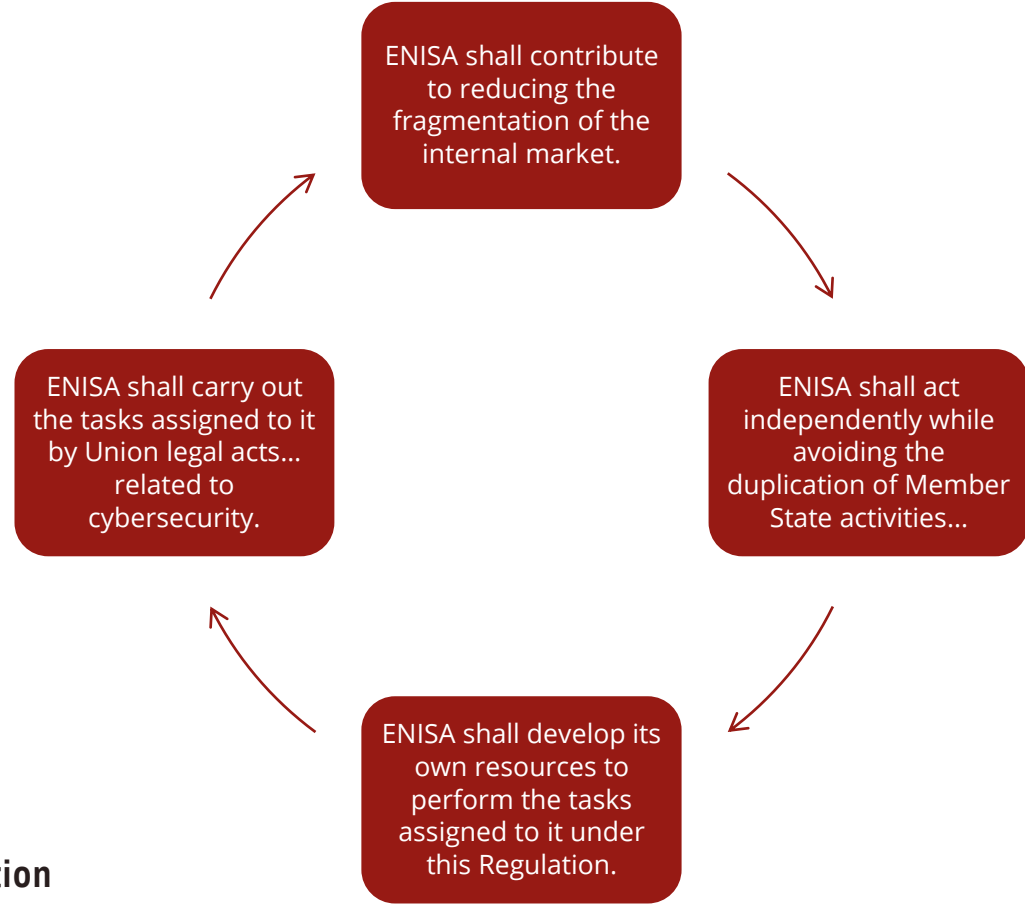 ENISA shall contribute
to reducing the
fragmentation of the
internal market.
ENISA shall act
independently while
avoiding the
duplication of Member
State activities...
ENISA shall develop its
own resources to
perform the tasks
assigned to it under
this Regulation.
ENISA shall carry out
the tasks assigned to it
by Union legal acts...
related to
cybersecurity.
tion